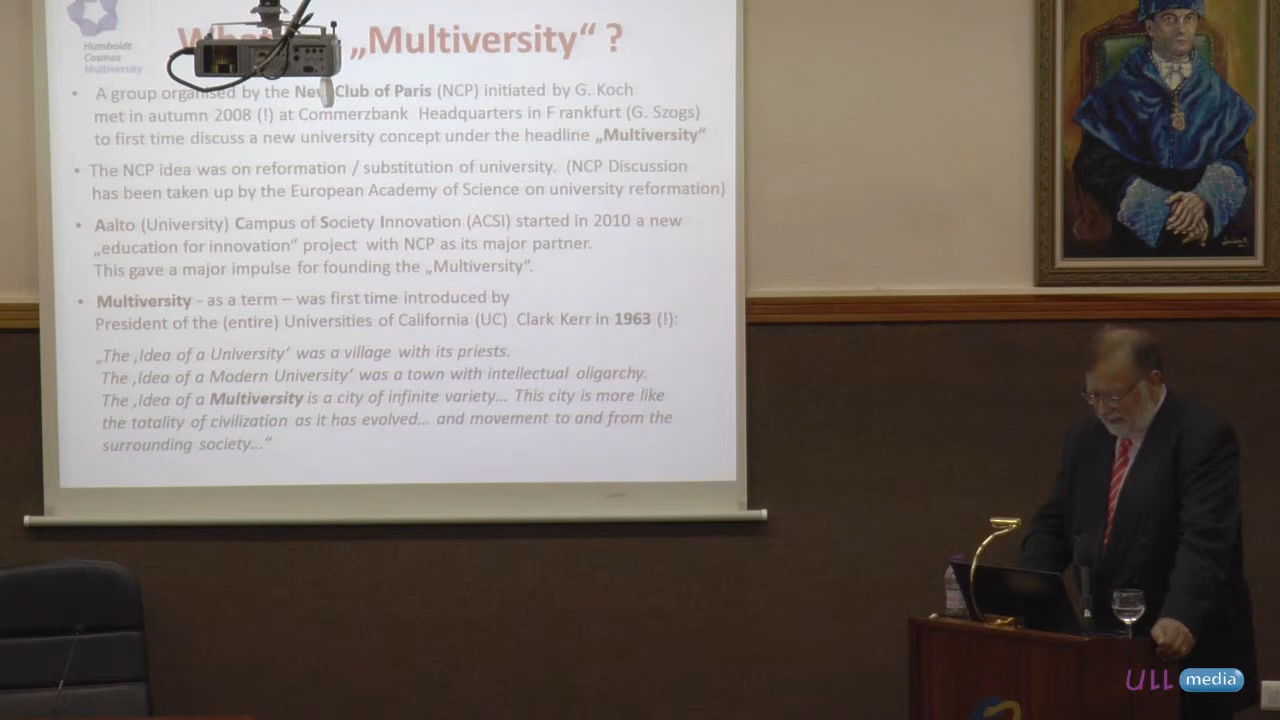 Humboldt
Cosmos
Multiversity
„Multiversity“ ?
• A group organised by the New Club of Paris (NCP) initiated by G. Koch
met in autumn 2008 (!) at Commerzbank Headquarters in F rankfurt (G. Szogs)
to first time discuss a new university concept under the headline „Multiversity“
• The NCP idea was on reformation / substitution of university. (NCP Discussion
has been taken up by the European Academy of Science on university reformation)
• Aalto (University) Campus of Society Innovation (ACSI) started in 2010 a new
„education for innovation“ project with NCP as its major partner.
This gave a major impulse for founding the „Multiversity“.
• Multiversity - as a term – was first time introduced by
President of the (entire) Universities of California (UC) Clark Kerr in 1963 (!):
„The ‚Idea of a University‘ was a village with its priests.
The ‚Idea of a Modern University‘ was a town with intellectual oligarchy.
The ‚Idea of a Multiversity is a city of infinite variety... This city is more like
the totality of civilization as it has evolved... and movement to and from the
surrounding society...“
ULL media